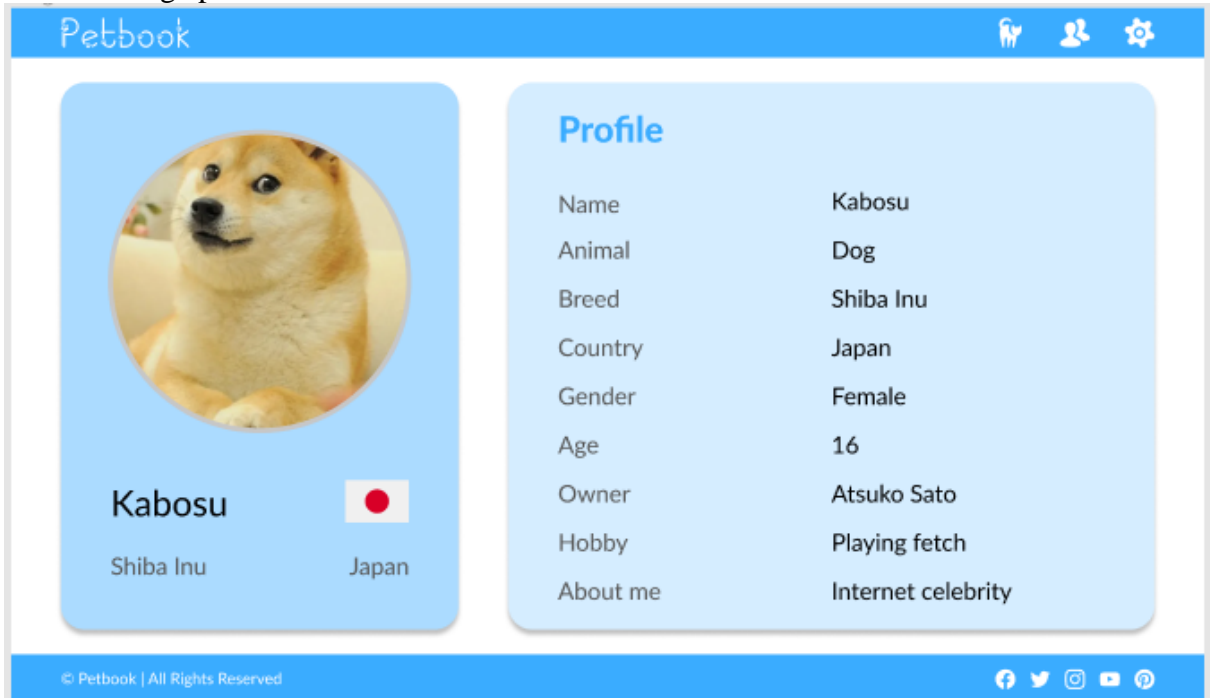 Petbook
Kabosu
Shiba Inu Japan
Profile
Name Kabosu
Animal Dog
Breed Shiba Inu
Country Japan
Gender Female
Age 16
Owner Atsuko Sato
Hobby Playing fetch
About me Internet celebrity
© Petbook | All Rights Reserved